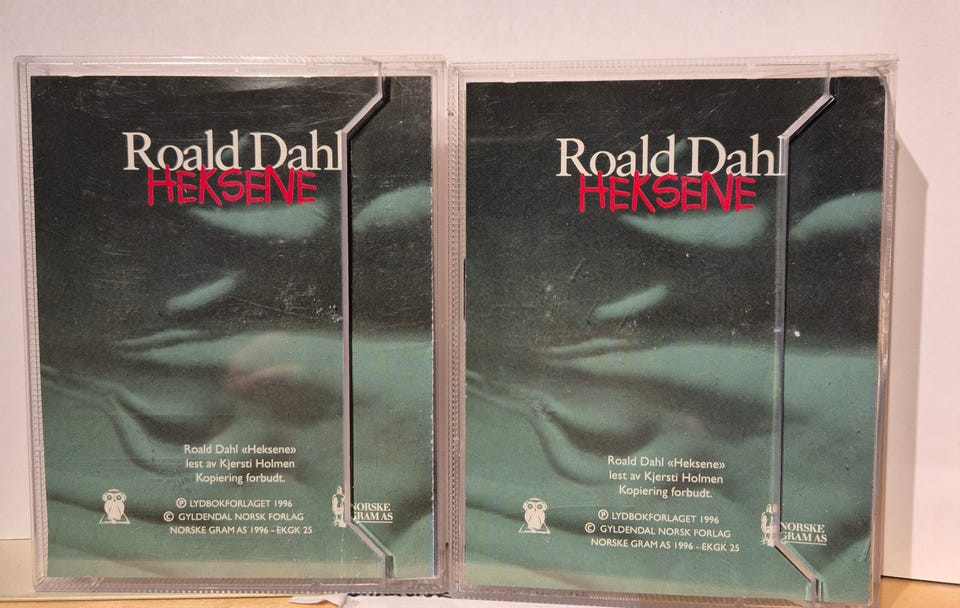 Roald Dahl
HEKSENE
Roald Dahl «Heksene»
lest av Kjersti Holmen
Kopiering forbudt.
℗ LYDBOKFORLAGET 1996
© GYLDENDAL NORSK FORLAG
NORSKE GRAM AS 1996 - EKGK 25
NORSKE
GRAM AS
Roald Dahl
HEKSENE
Roald Dahl «Heksene»
lest av Kjersti Holmen
Kopiering forbudt.
℗ LYDBOKFORLAGET 1996
© GYLDENDAL NORSK FORLAG
NORSKE GRAM AS 1996 - EKGK 25
NORSKE
GRAM AS